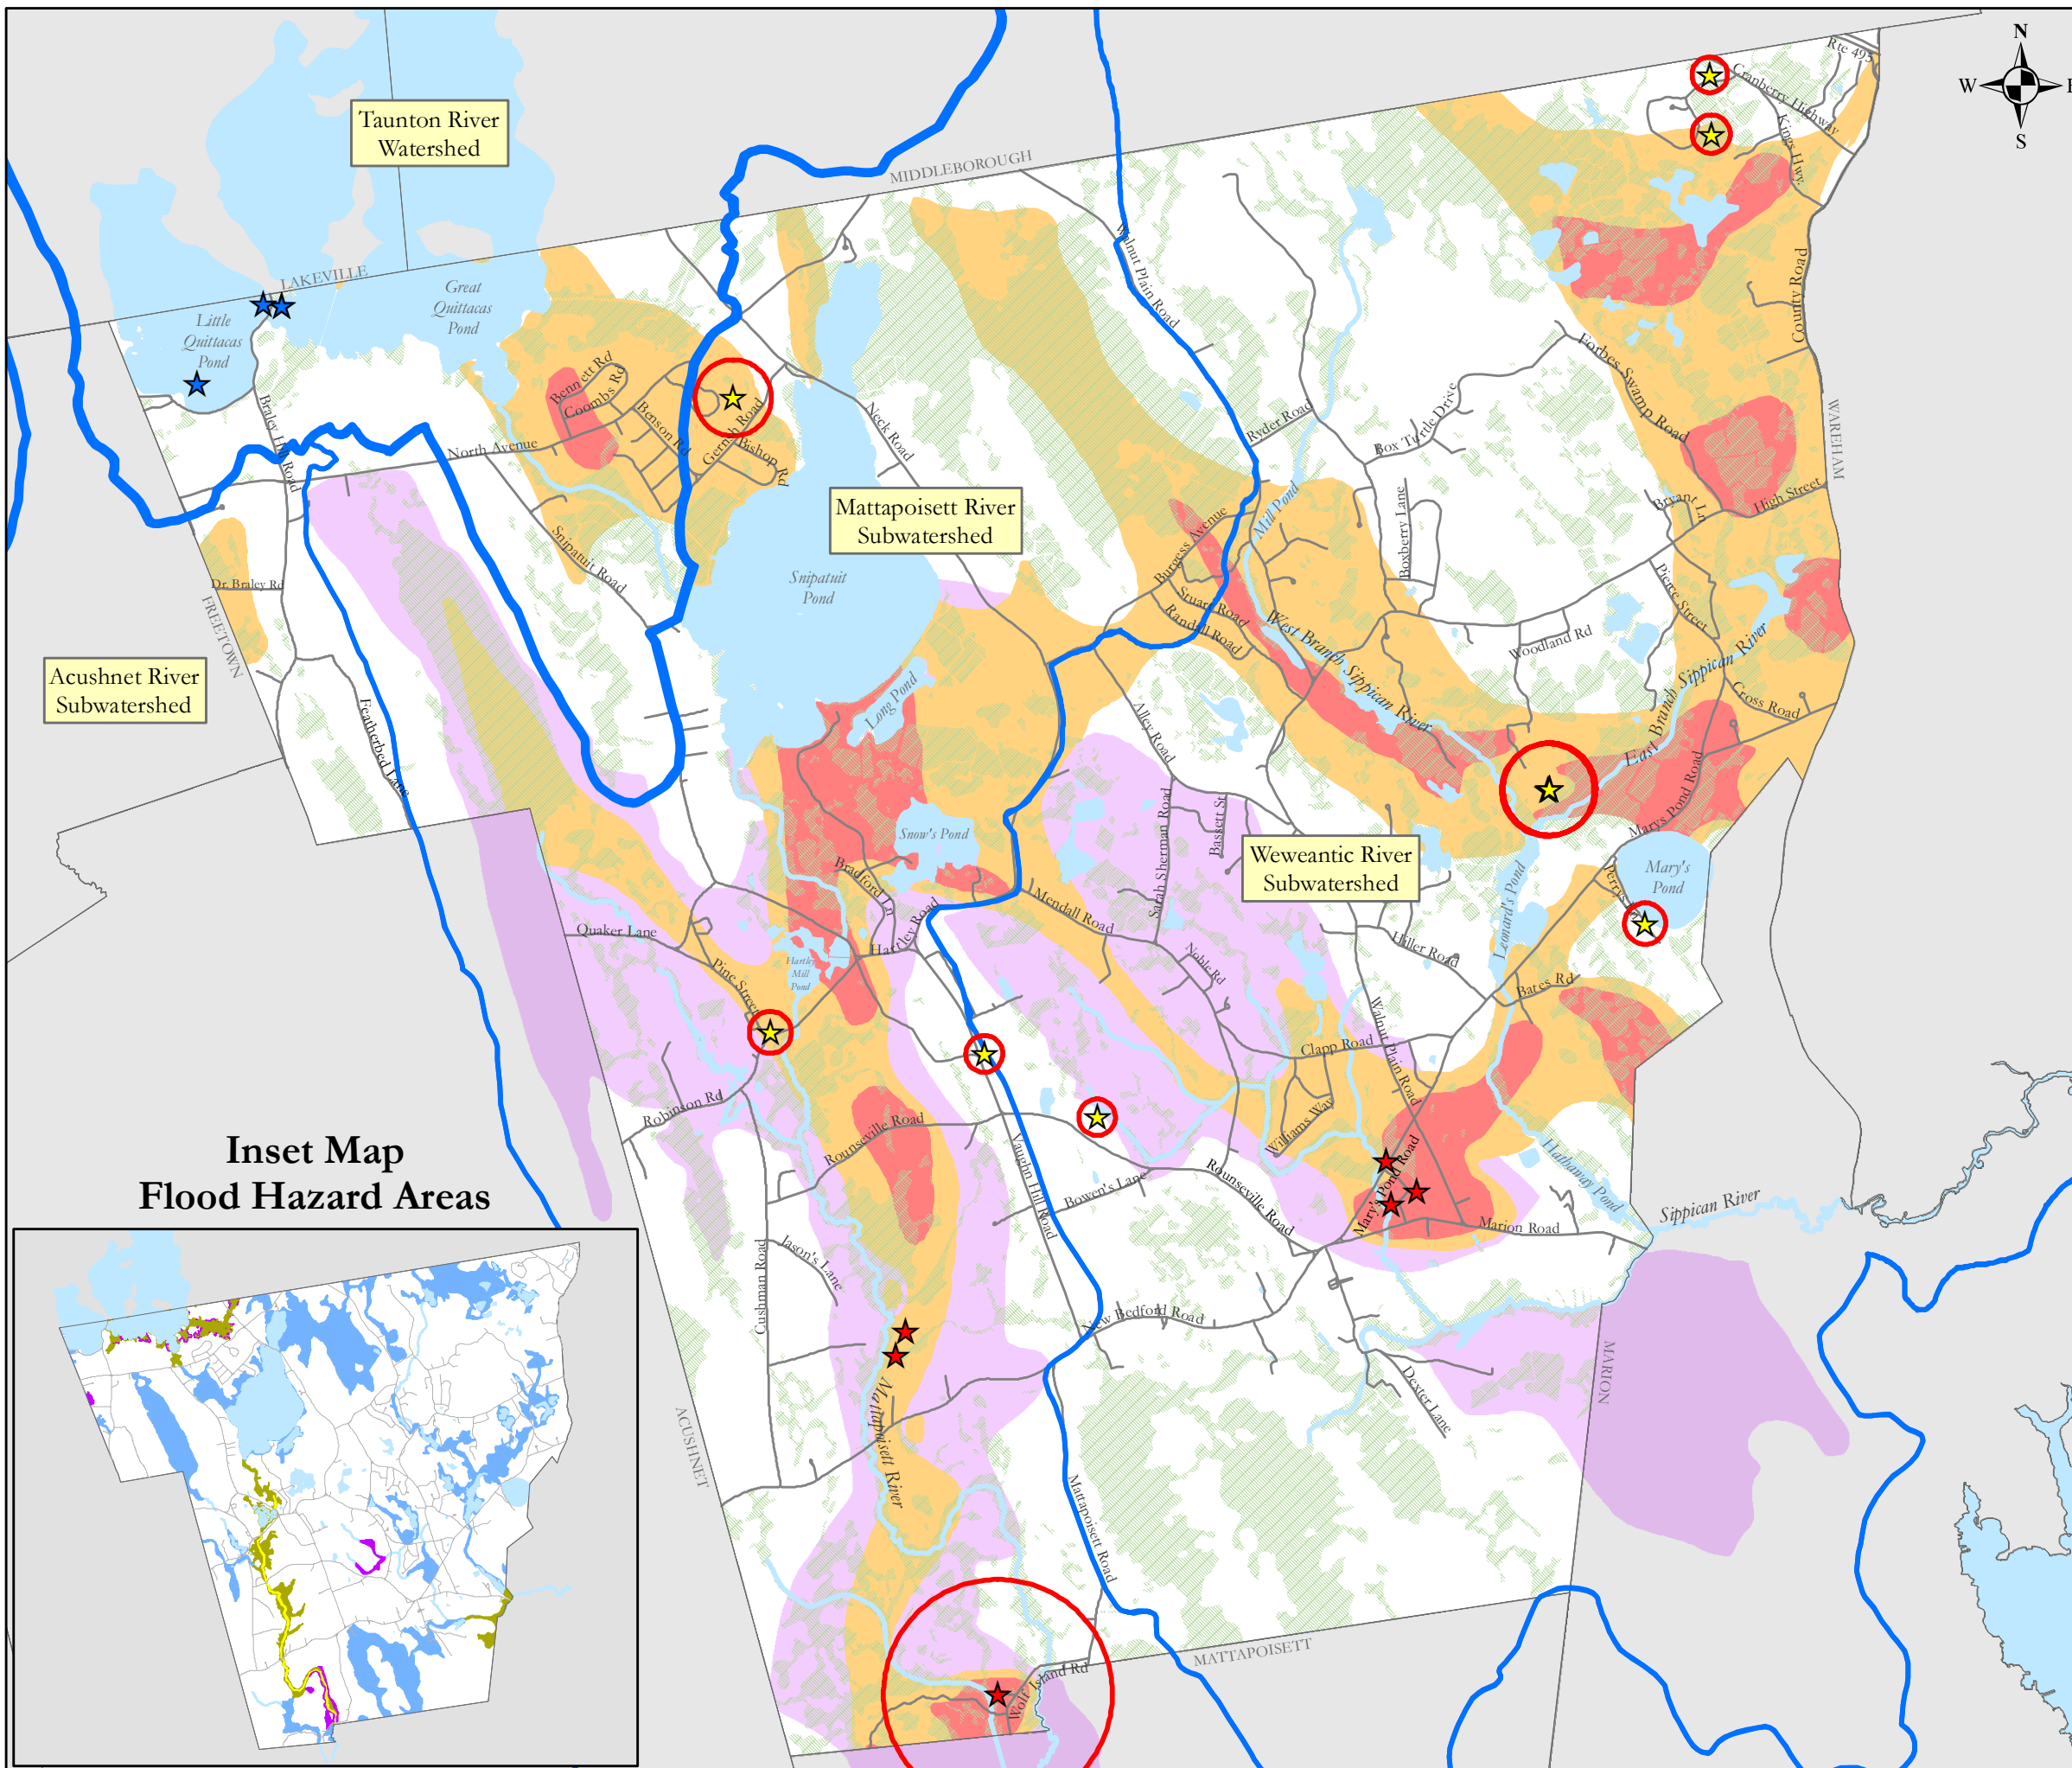 N
W
S
Rte 495
Cranberry Highway
Kings Hwy.
Taunton River
Watershed
MIDDLEBOROUGH
LAKEVILLE
Great
Quittacas
Pond
Little
Quittacas
Pond
Walnut Plain Road
County Road
WAREHAM
Forbes Swamp Road
Bennett Rd
Coombs Rd
Benson Rd
Gerrish Road
Bishop Rd
Neck Road
Ryder Road
Box Turtle Drive
Braley Hill Road
North Avenue
Mattapoisett River
Subwatershed
Mill Pond
Boxberry Lane
Bryant Ln
High Street
Snipatuit Road
Burgess Avenue
Snipatuit
Pond
Dr. Braley Rd
FREETOWN
Stuart Road
Randall Road
Pierce Street
West Branch Sippican River
Woodland Rd
East Branch Sippican River
Cross Road
Acushnet River
Subwatershed
Featherbed Lane
Long Pond
Alley Road
Sarah Sherman Road
Bassett St
Marys Pond Road
Snow's Pond
Weweantic River
Subwatershed
Mary's
Pond
Bradford Ln
Mendall Road
Leonard's Pond
Quaker Lane
Hartley Road
Hiller Road
Noble Rd
Hartley
Mill
Pond
Pine Street
Bates Rd
Walnut Plain Road
Clapp Road
Robinson Rd
Rounseville Road
Williams Way
Mary's Pond Road
Hathaway Pond
Vaughn Hill Road
Bowen's Lane
Rounseville Road
Marion Road
Sippican River
Inset Map
Flood Hazard Areas
Cushman Road
Jason's Lane
New Bedford Road
Dexter Lane
MARION
ACUSHNET
Mattapoisett River
Mattapoisett Road
Wolf Island Rd
MATTAPOISETT